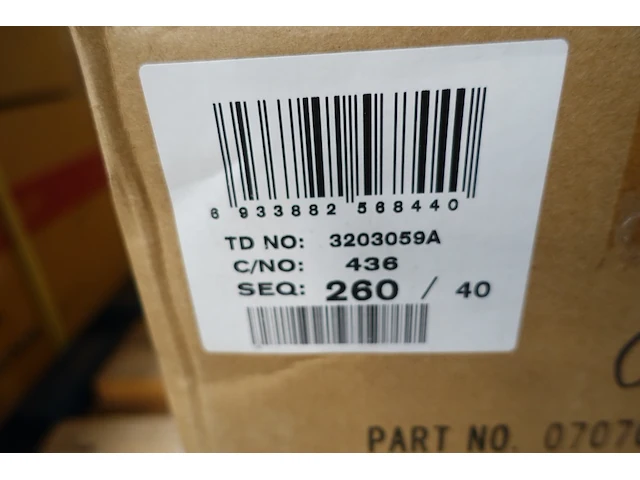 6 933882 568440
TD NO: 3203059A
C/NO: 436
SEQ: 260 / 40
PART NO. 0707